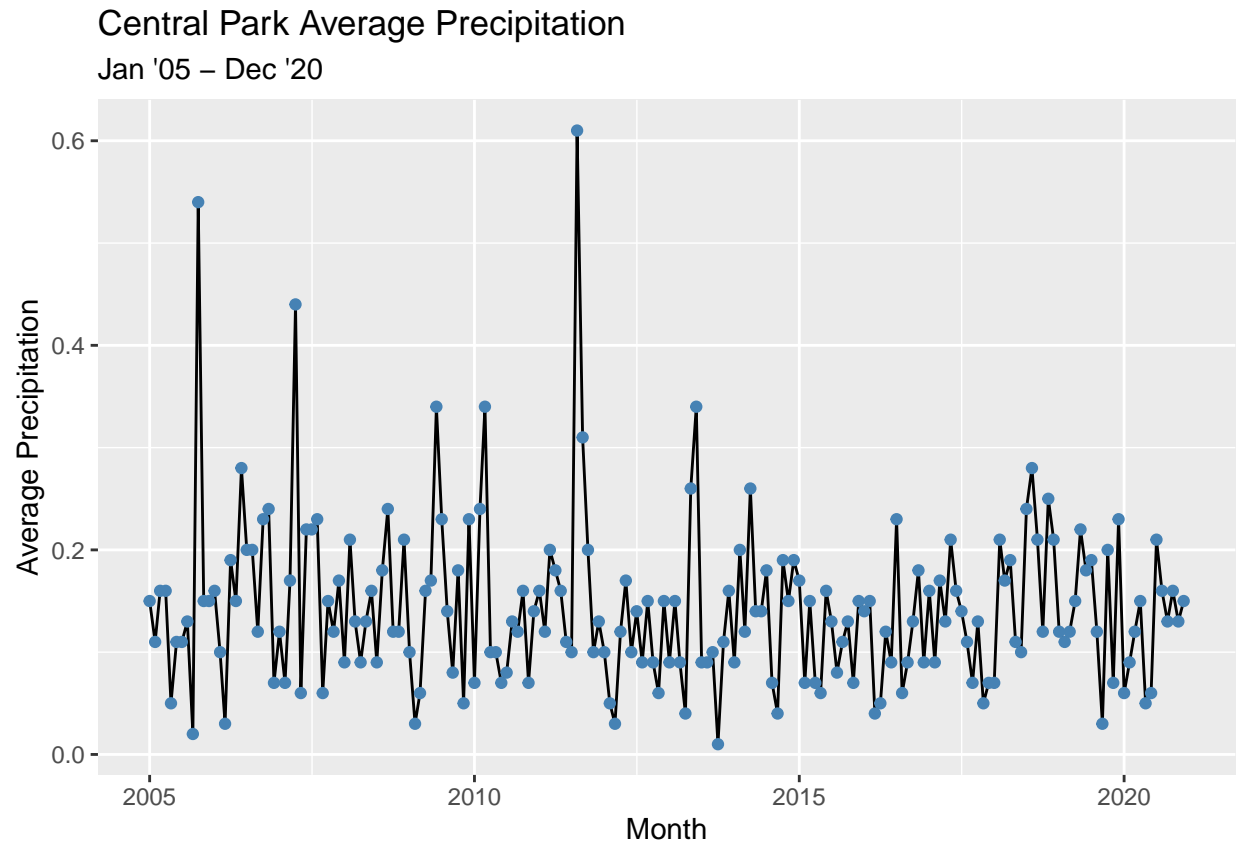 Central Park Average Precipitation
Jan '05 – Dec '20
0.6
0.4
0.2
0.0
Average Precipitation
2005 2010 2015 2020
Month